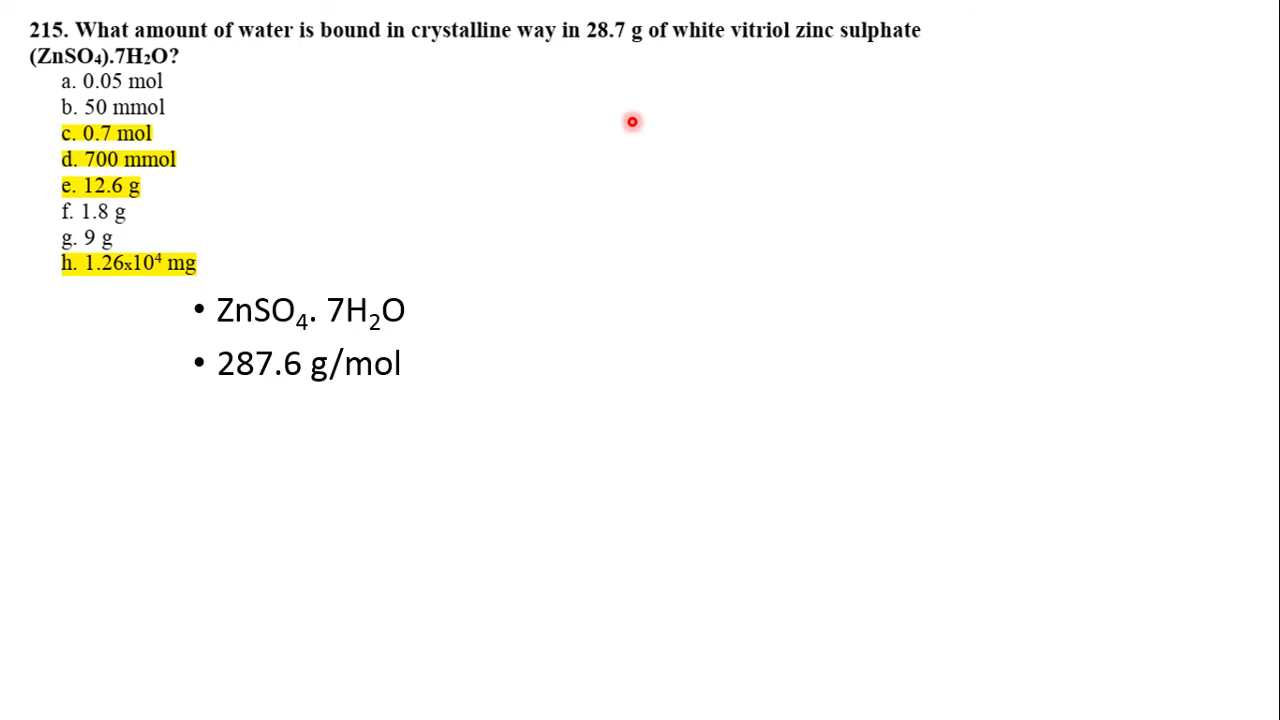 215. What amount of water is bound in crystalline way in 28.7 g of white vitriol zinc sulphate
(ZnSO₄).7H₂O?
a. 0.05 mol
b. 50 mmol
c. 0.7 mol
d. 700 mmol
e. 12.6 g
f. 1.8 g
g. 9 g
h. 1.26x10⁴ mg
• ZnSO₄. 7H₂O
• 287.6 g/mol